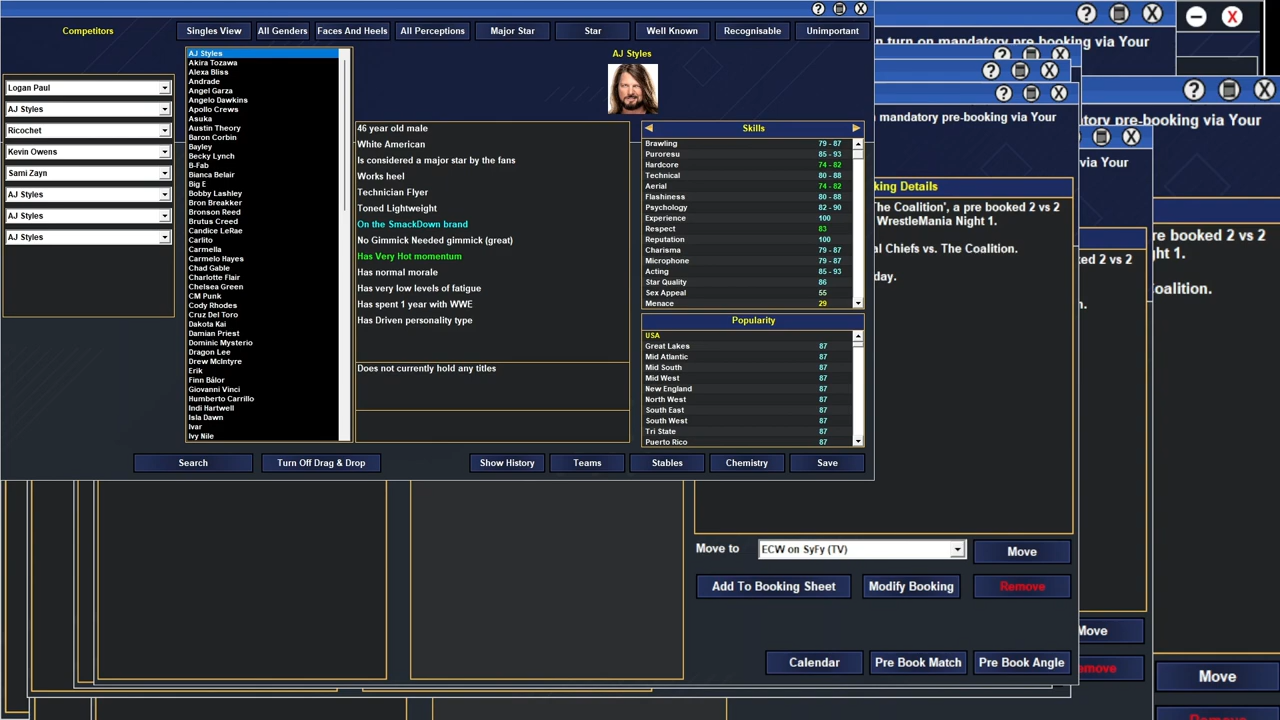 Competitors
Singles View
All Genders
Faces And Heels
All Perceptions
Major Star
Star
Well Known
Recognisable
Unimportant
Logan Paul
AJ Styles
Ricochet
Kevin Owens
Sami Zayn
AJ Styles
AJ Styles
AJ Styles
AJ Styles
Akira Tozawa
Alexa Bliss
Andrade
Angel Garza
Angelo Dawkins
Apollo Crews
Asuka
Austin Theory
Baron Corbin
Bayley
Becky Lynch
B-Fab
Bianca Belair
Big E
Bobby Lashley
Bron Breakker
Bronson Reed
Brutus Creed
Candice LeRae
Carlito
Carmella
Carmelo Hayes
Chad Gable
Charlotte Flair
Chelsea Green
CM Punk
Cody Rhodes
Cruz Del Toro
Dakota Kai
Damian Priest
Dominic Mysterio
Dragon Lee
Drew McIntyre
Erik
Finn Bálor
Giovanni Vinci
Humberto Carrillo
Indi Hartwell
Isla Dawn
Ivar
Ivy Nile
AJ Styles
46 year old male
White American
Is considered a major star by the fans
Works heel
Technician Flyer
Toned Lightweight
On the SmackDown brand
No Gimmick Needed gimmick (great)
Has Very Hot momentum
Has normal morale
Has very low levels of fatigue
Has spent 1 year with WWE
Has Driven personality type
Does not currently hold any titles
Skills
Brawling 79 - 87
Puroresu 85 - 93
Hardcore 74 - 82
Technical 80 - 88
Aerial 74 - 82
Flashiness 80 - 88
Psychology 82 - 90
Experience 100
Respect 83
Reputation 100
Charisma 79 - 87
Microphone 79 - 87
Acting 85 - 93
Star Quality 86
Sex Appeal 55
Menace 29
Popularity
USA
Great Lakes 87
Mid Atlantic 87
Mid South 87
Mid West 87
New England 87
North West 87
South East 87
South West 87
Tri State 87
Puerto Rico 87
Search
Turn Off Drag & Drop
Show History
Teams
Stables
Chemistry
Save
n turn on mandatory pre booking via Your
mandatory pre-booking via Your
tory pre-booking via Your
via Your
king Details
The Coalition', a pre booked 2 vs 2
WrestleMania Night 1.
al Chiefs vs. The Coalition.
day.
ked 2 vs 2
re booked 2 vs 2
ght 1.
oalition.
Move to
ECW on SyFy (TV)
Move
Add To Booking Sheet
Modify Booking
Remove
Calendar
Pre Book Match
Pre Book Angle
Move
emove
Move
Remove